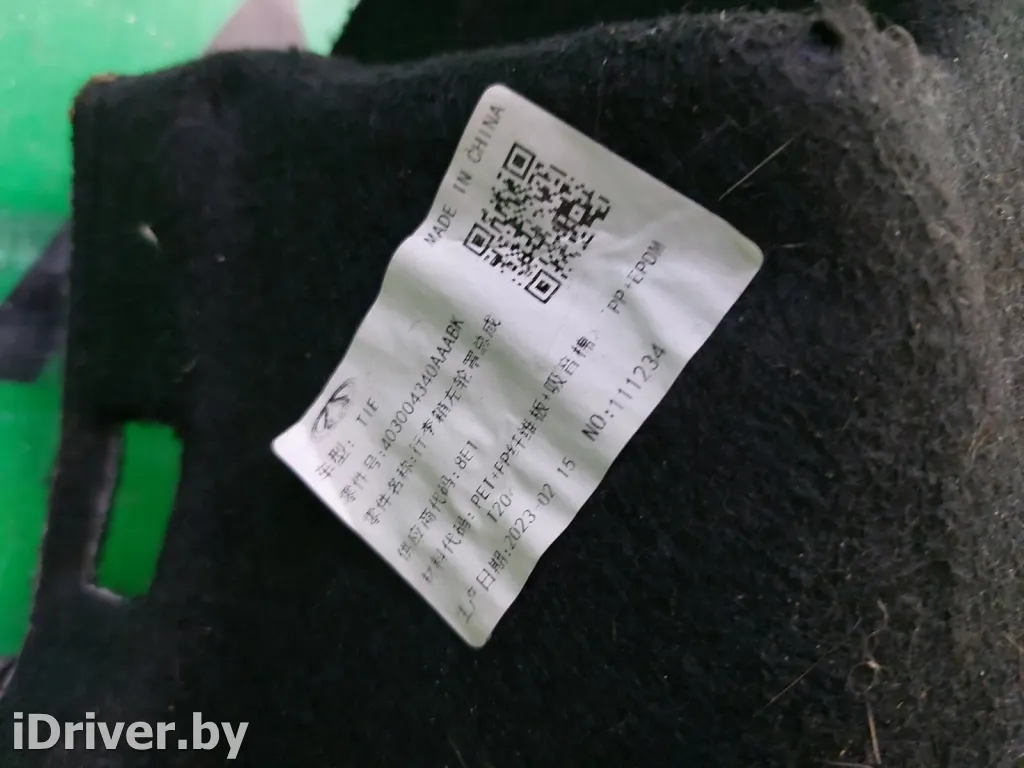 MADE IN CHINA
车型: T1E
零件号:403004340AAABK
零件名称:行李箱左轮罩总成
供应商代码:8E1
材料代码:PET+PP纤维板+吸音棉 PP+EPDM
T20
生产日期:2023-02 15
NO:111234
iDriver.by